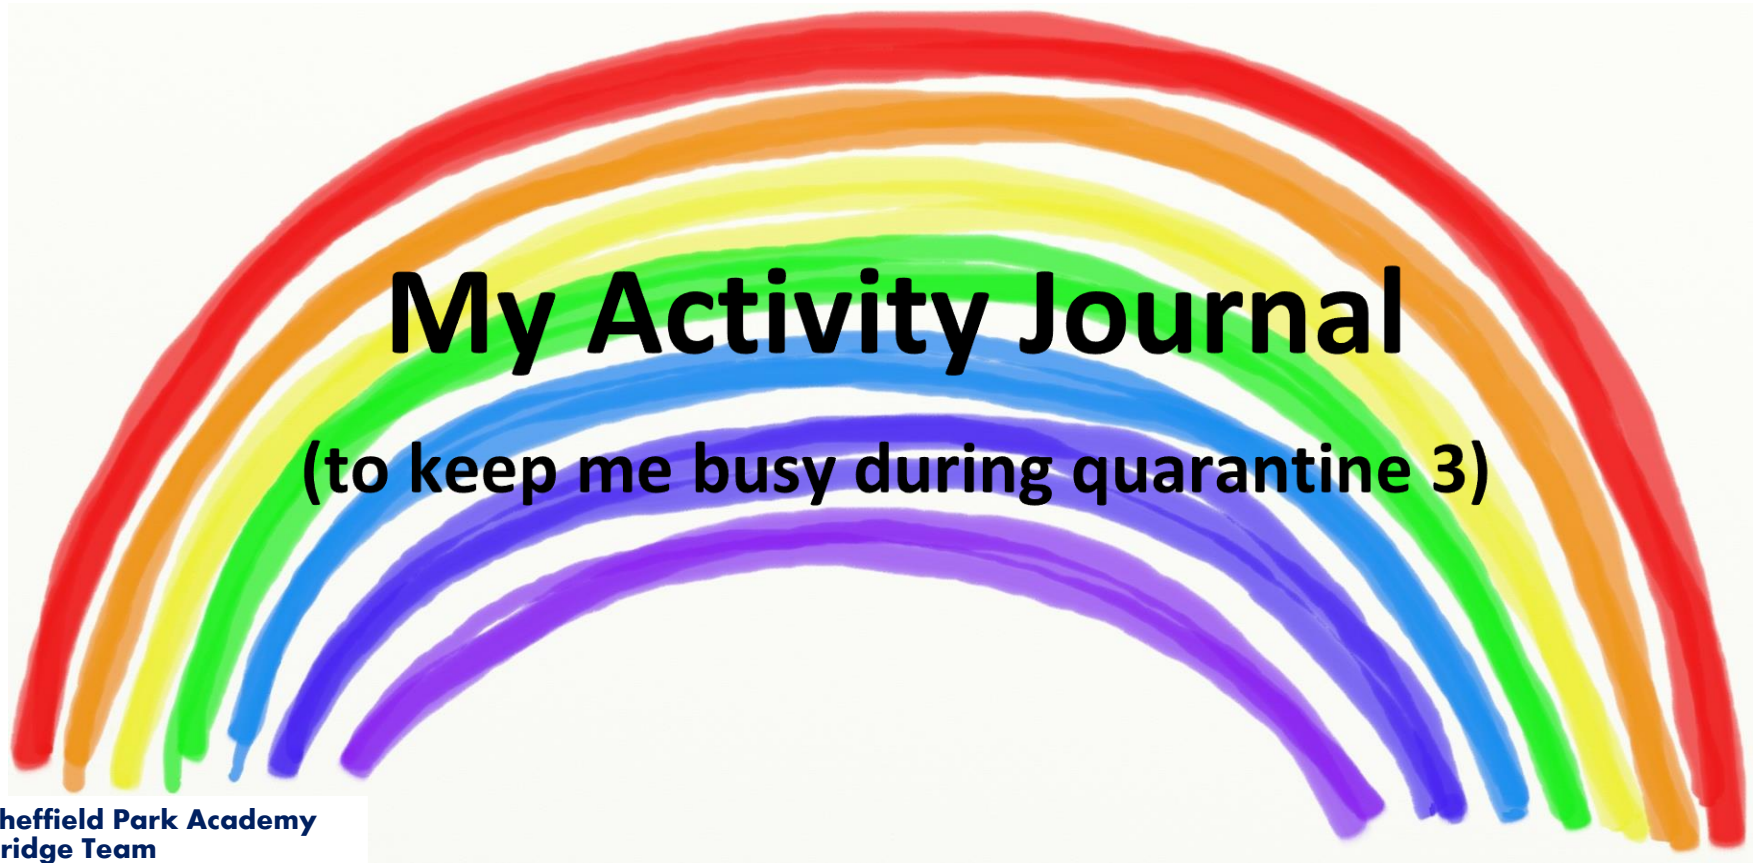 My Activity Journal
(to keep me busy during quarantine 3)
heffield Park Academy
ridge Team